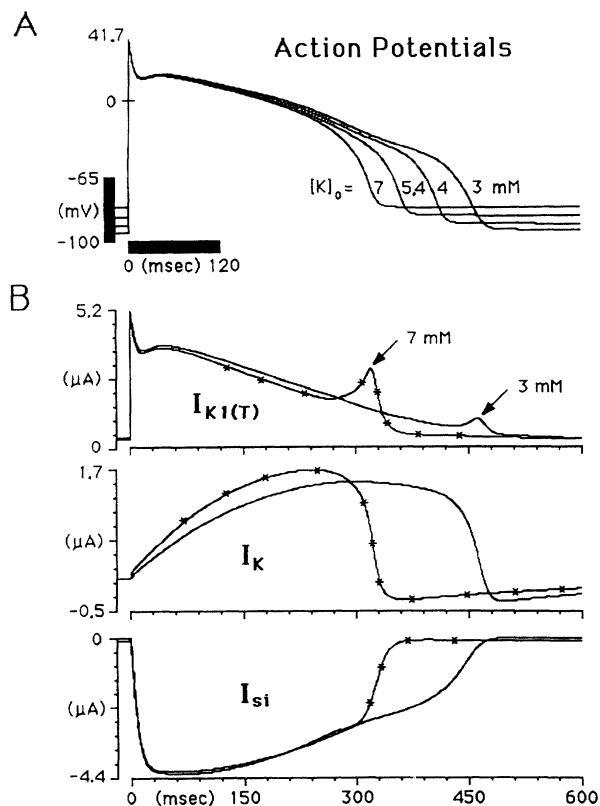 A
41.7
Action Potentials
0
-65
(mV)
-100
[K]o = 7 5,4 4 3 mM
0 (msec) 120
B
5.2
(μA)
0
7 mM
3 mM
IK1(T)
1.7
(μA)
-0.5
IK
0
(μA)
-4.4
Isi
0 (msec) 150 300 450 600